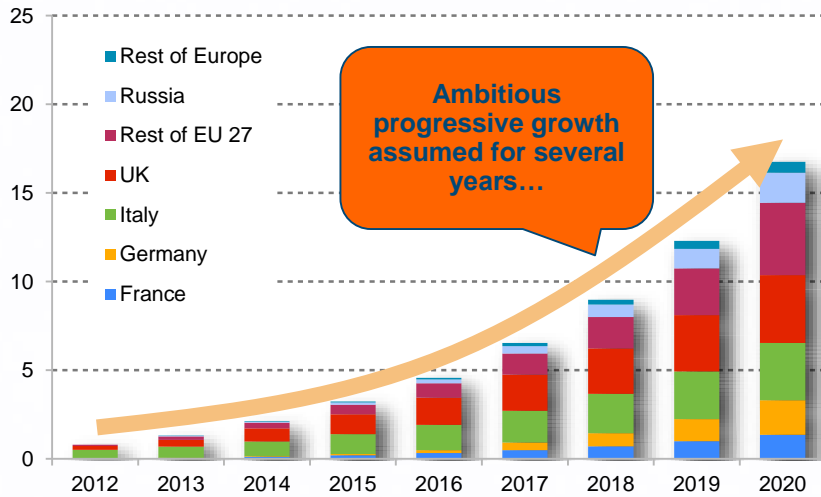 25
20
15
10
5
0
Rest of Europe
Russia
Rest of EU 27
UK
Italy
Germany
France
Ambitious
progressive growth
assumed for several
years…
2012 2013 2014 2015 2016 2017 2018 2019 2020